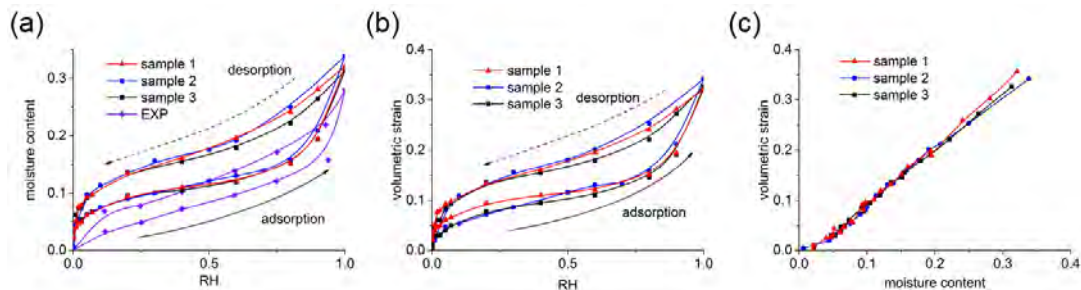 (a)
moisture content
0.3
0.2
0.1
0.0
sample 1
sample 2
sample 3
EXP
desorption
adsorption
0.0
0.5
1.0
RH
(b)
volumetric strain
0.4
0.3
0.2
0.1
0.0
sample 1
sample 2
sample 3
desorption
adsorption
0.0
0.5
1.0
RH
(c)
volumetric strain
0.4
0.3
0.2
0.1
0.0
sample 1
sample 2
sample 3
0.0
0.1
0.2
0.3
0.4
moisture content